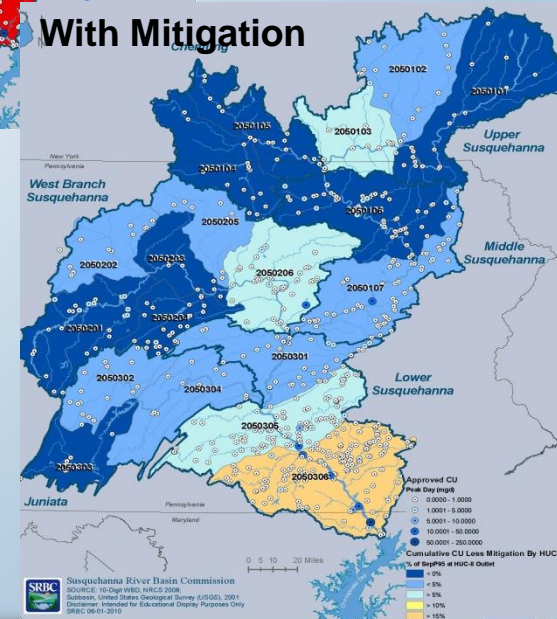 With Mitigation
Chemung
2050102
2050101
2050105
2050103
Upper
Susquehanna
New York
Pennsylvania
2050104
West Branch
Susquehanna
2050106
2050205
Middle
Susquehanna
2050202
2050203
2050206
2050107
2050201
2050204
2050301
2050302
2050304
Lower
Susquehanna
2050305
2050303
2050306
Juniata
Pennsylvania
Maryland
Approved CU
Peak Day (mgd)
0.0000 - 1.0000
1.0001 - 5.0000
5.0001 - 10.0000
10.0001 - 50.0000
50.0001 - 250.0000
Cumulative CU Less Mitigation By HUC
% of SepP95 at HUC-8 Outlet
< 0%
< 5%
> 5%
> 10%
> 15%
0 5 10 20 Miles
SRBC
Susquehanna River Basin Commission
SOURCE: 10-Digit WBD, NRCS 2008;
Subbasin, United States Geological Survey (USGS), 2001
Disclaimer: Intended for Educational Display Purposes Only
SRBC 06-01-2010